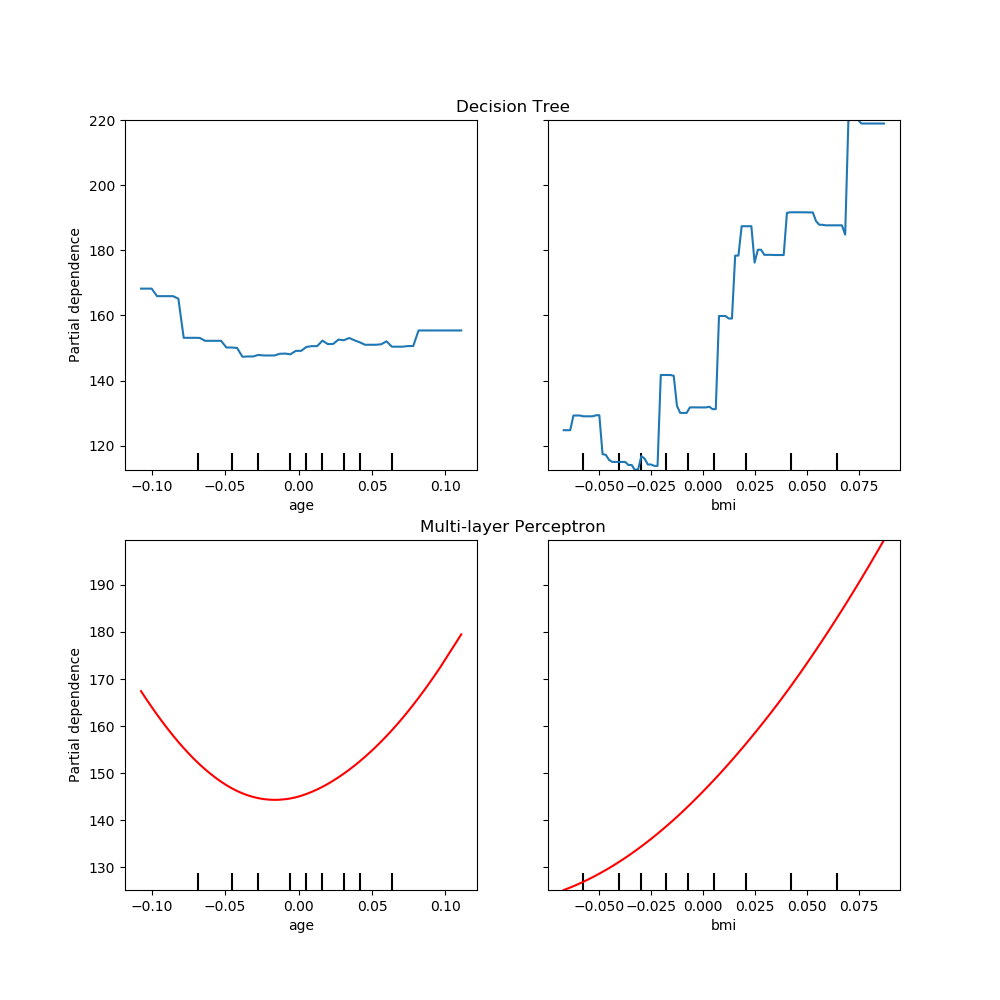 Decision Tree
220
200
180
160
140
120
Partial dependence
−0.10 −0.05 0.00 0.05 0.10
age
−0.050 −0.025 0.000 0.025 0.050 0.075
bmi
Multi-layer Perceptron
190
180
170
160
150
140
130
Partial dependence
−0.10 −0.05 0.00 0.05 0.10
age
−0.050 −0.025 0.000 0.025 0.050 0.075
bmi